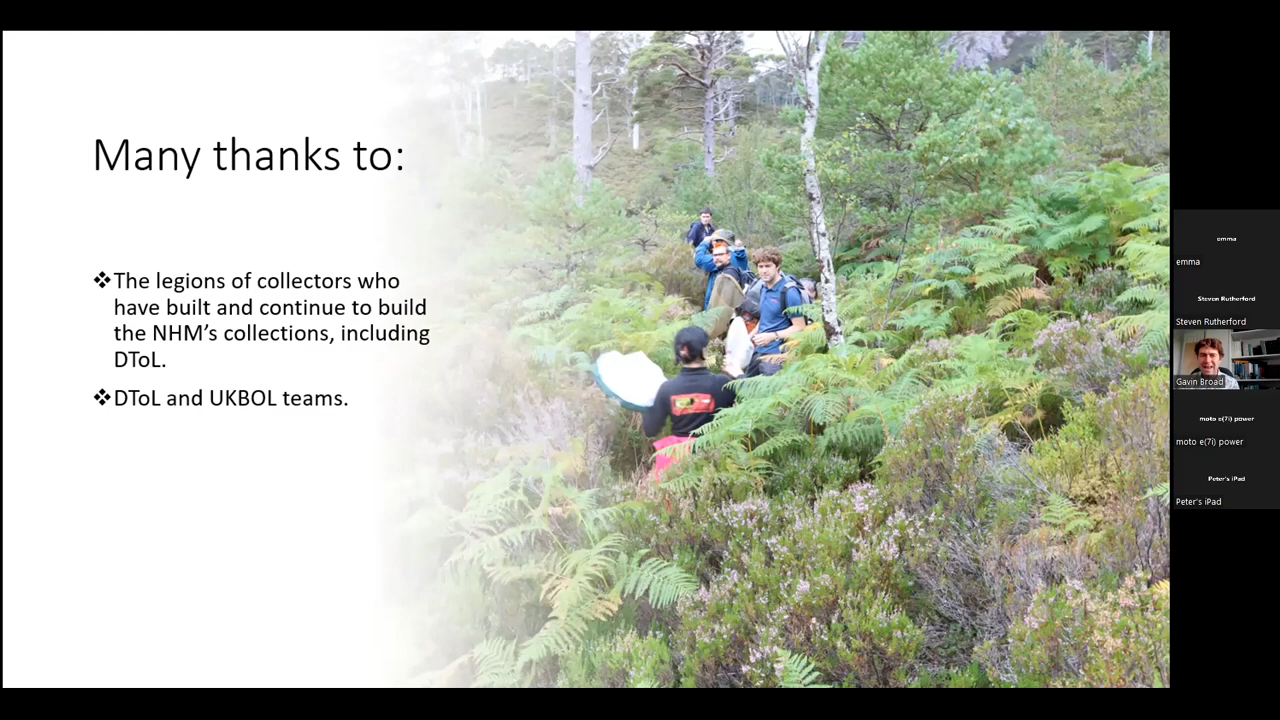 Many thanks to:
❖The legions of collectors who
have built and continue to build
the NHM's collections, including
DToL.
❖DToL and UKBOL teams.
emma
emma
Steven Rutherford
Steven Rutherford
Gavin Broad
moto e(7i) power
moto e(7i) power
Peter's iPad
Peter's iPad